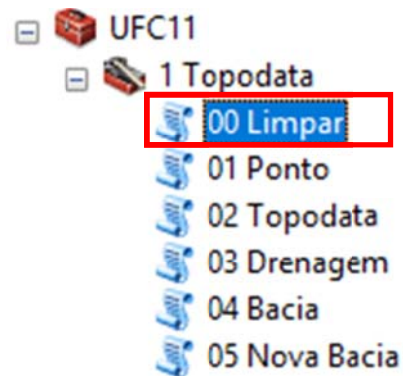 UFC11
1 Topodata
00 Limpar
01 Ponto
02 Topodata
03 Drenagem
04 Bacia
05 Nova Bacia